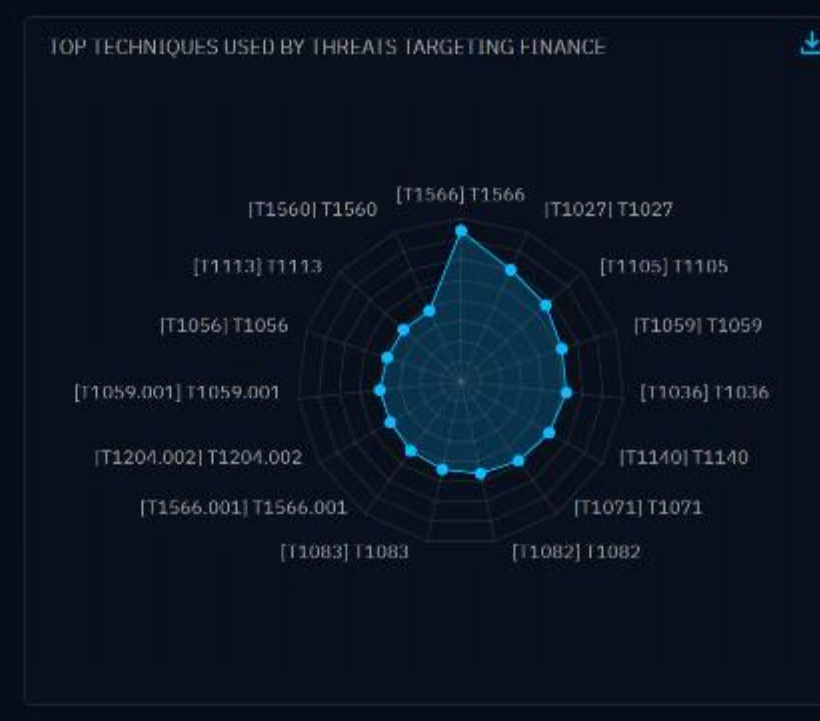 TOP TECHNIQUES USED BY THREATS TARGETING FINANCE
[T1566] T1566
[T1560] T1560
[T1027] T1027
[T1113] T1113
[T1105] T1105
[T1056] T1056
[T1059] T1059
[T1059.001] T1059.001
[T1036] T1036
[T1204.002] T1204.002
[T1140] T1140
[T1566.001] T1566.001
[T1071] T1071
[T1083] T1083
[T1082] T1082